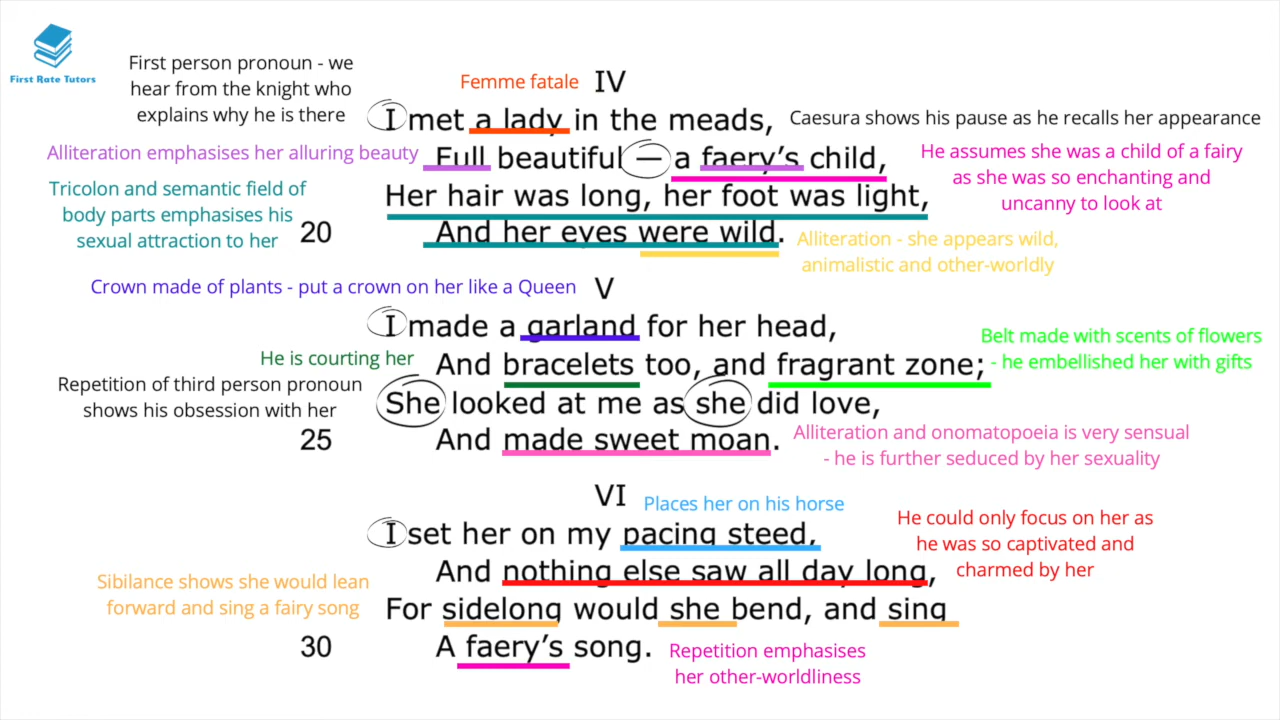 First Rate Tutors
First person pronoun - we
hear from the knight who
explains why he is there
Femme fatale
IV
I met a lady in the meads,
Caesura shows his pause as he recalls her appearance
Alliteration emphasises her alluring beauty
Full beautiful — a faery’s child,
He assumes she was a child of a fairy
as she was so enchanting and
uncanny to look at
Tricolon and semantic field of
body parts emphasises his
sexual attraction to her
Her hair was long, her foot was light,
20
And her eyes were wild.
Alliteration - she appears wild,
animalistic and other-worldly
Crown made of plants - put a crown on her like a Queen
V
I made a garland for her head,
Belt made with scents of flowers
- he embellished her with gifts
He is courting her
And bracelets too, and fragrant zone;
Repetition of third person pronoun
shows his obsession with her
She looked at me as she did love,
25
And made sweet moan.
Alliteration and onomatopoeia is very sensual
- he is further seduced by her sexuality
VI
Places her on his horse
I set her on my pacing steed,
He could only focus on her as
he was so captivated and
charmed by her
And nothing else saw all day long,
Sibilance shows she would lean
forward and sing a fairy song
For sidelong would she bend, and sing
30
A faery’s song.
Repetition emphasises
her other-worldliness